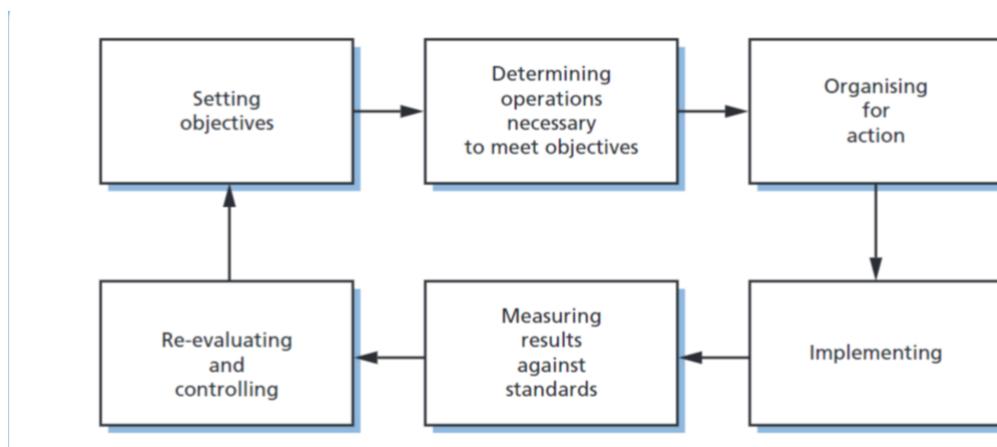 Setting
objectives
Determining
operations
necessary
to meet objectives
Organising
for
action
Re-evaluating
and
controlling
Measuring
results
against
standards
Implementing